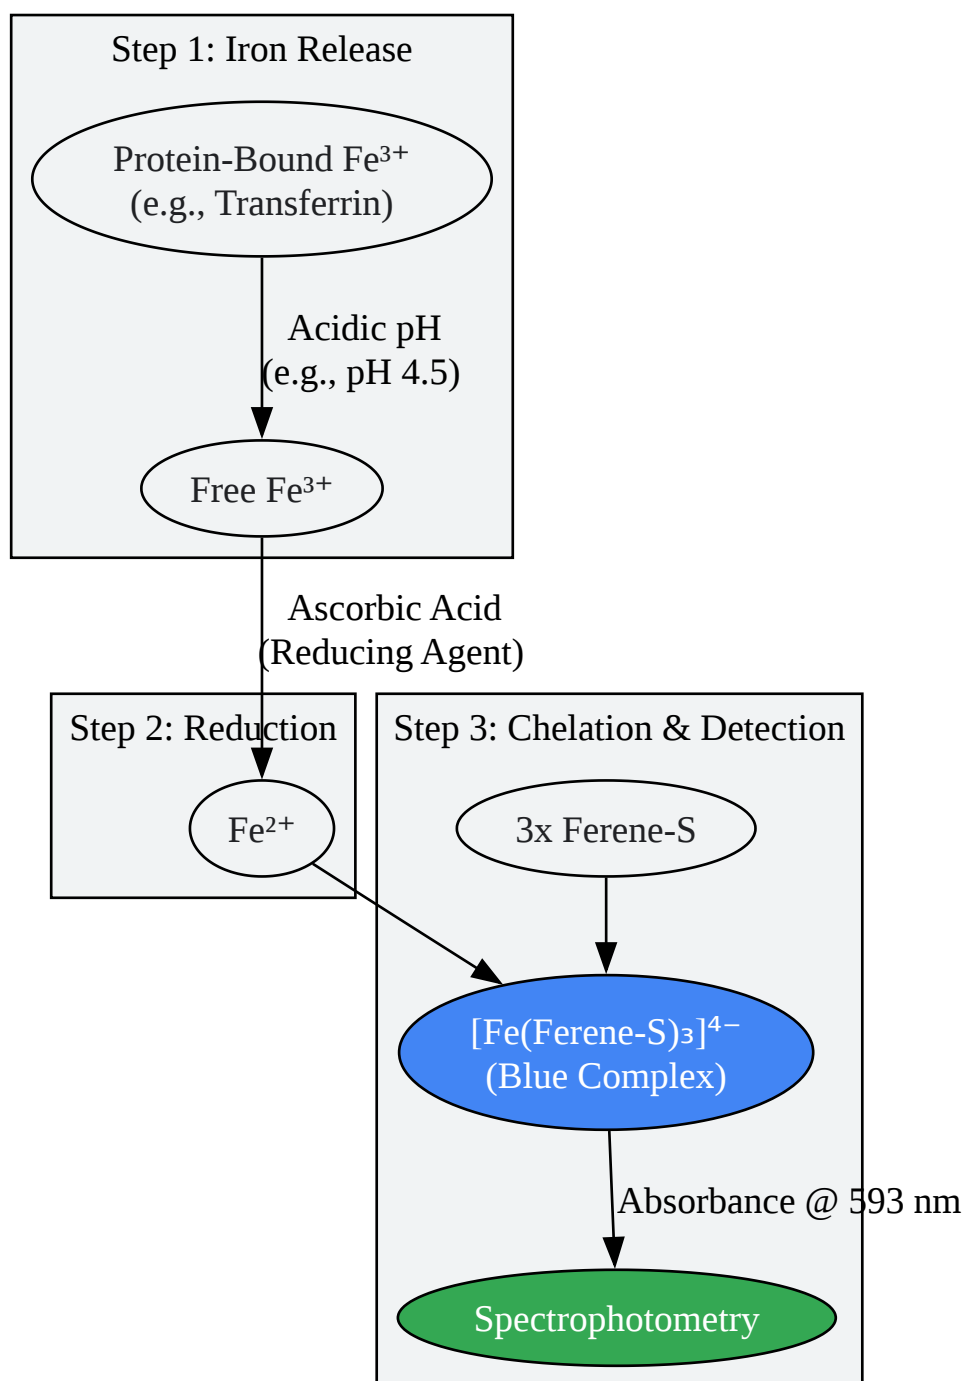 Step 1: Iron Release
Protein-Bound Fe³⁺
(e.g., Transferrin)
Acidic pH
(e.g., pH 4.5)
Free Fe³⁺
Ascorbic Acid
(Reducing Agent)
Step 2: Reduction
Fe²⁺
Step 3: Chelation & Detection
3x Ferene-S
[Fe(Ferene-S)₃]⁴⁻
(Blue Complex)
Absorbance @ 593 nm
Spectrophotometry